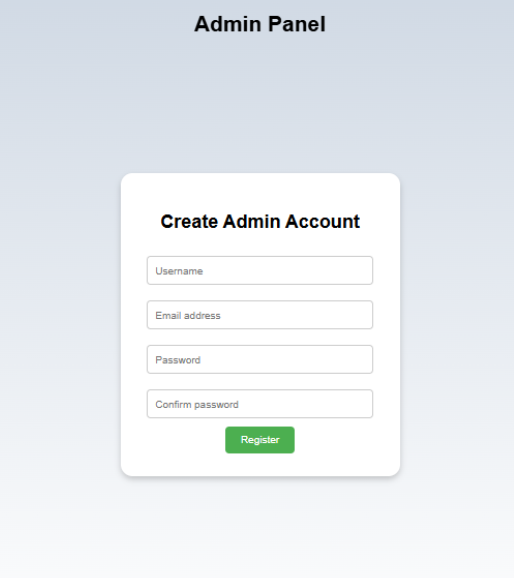 Admin Panel
Create Admin Account
Username
Email address
Password
Confirm password
Register